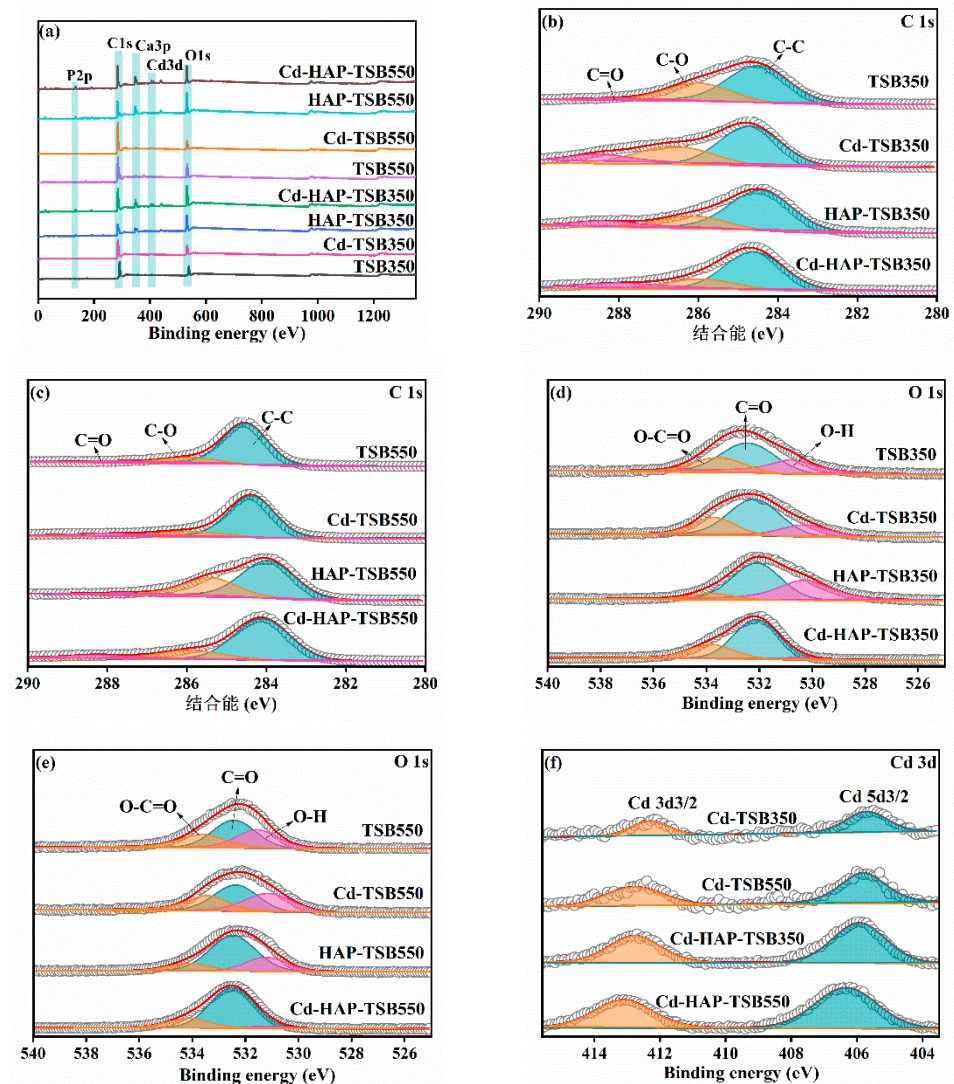 (a)
C1s
Ca3p
O1s
P2p
Cd3d
Cd-HAP-TSB550
HAP-TSB550
Cd-TSB550
TSB550
Cd-HAP-TSB350
HAP-TSB350
Cd-TSB350
TSB350
0 200 400 600 800 1000 1200
Binding energy (eV)
(b) C 1s
C=O C-O C-C
TSB350
Cd-TSB350
HAP-TSB350
Cd-HAP-TSB350
290 288 286 284 282 280
结合能 (eV)
(c) C 1s
C=O C-O C-C
TSB550
Cd-TSB550
HAP-TSB550
Cd-HAP-TSB550
290 288 286 284 282 280
结合能 (eV)
(d) O 1s
O-C=O C=O O-H
TSB350
Cd-TSB350
HAP-TSB350
Cd-HAP-TSB350
540 538 536 534 532 530 528 526
Binding energy (eV)
(e) O 1s
O-C=O C=O O-H
TSB550
Cd-TSB550
HAP-TSB550
Cd-HAP-TSB550
540 538 536 534 532 530 528 526
Binding energy (eV)
(f) Cd 3d
Cd 3d3/2 Cd 5d3/2
Cd-TSB350
Cd-TSB550
Cd-HAP-TSB350
Cd-HAP-TSB550
414 412 410 408 406 404
Binding energy (eV)